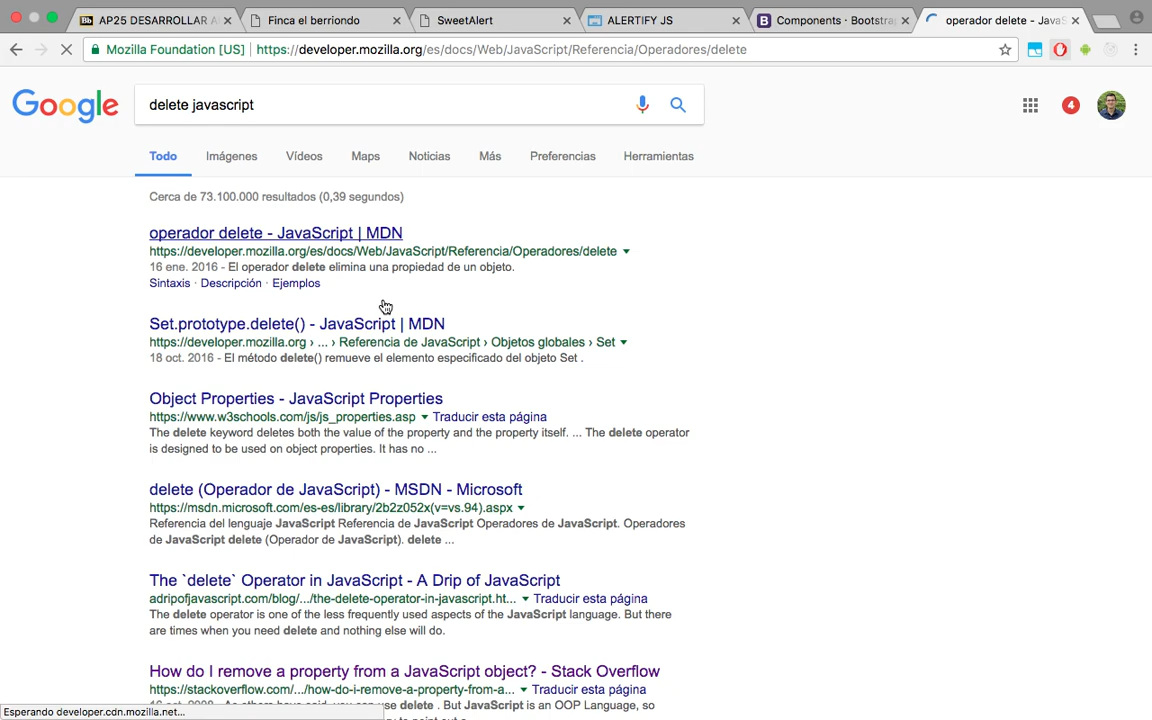 AP25 DESARROLLAR A
Finca el berriondo
SweetAlert
ALERTIFY JS
Components · Bootstra
operador delete - JavaS
Mozilla Foundation [US]
https://developer.mozilla.org/es/docs/Web/JavaScript/Referencia/Operadores/delete
Google
delete javascript
4
Todo
Imágenes
Vídeos
Maps
Noticias
Más
Preferencias
Herramientas
Cerca de 73.100.000 resultados (0,39 segundos)
operador delete - JavaScript | MDN
https://developer.mozilla.org/es/docs/Web/JavaScript/Referencia/Operadores/delete
16 ene. 2016 - El operador delete elimina una propiedad de un objeto.
Sintaxis · Descripción · Ejemplos
Set.prototype.delete() - JavaScript | MDN
https://developer.mozilla.org › ... › Referencia de JavaScript › Objetos globales › Set
18 oct. 2016 - El método delete() remueve el elemento especificado del objeto Set .
Object Properties - JavaScript Properties
https://www.w3schools.com/js/js_properties.asp Traducir esta página
The delete keyword deletes both the value of the property and the property itself. ... The delete operator
is designed to be used on object properties. It has no ...
delete (Operador de JavaScript) - MSDN - Microsoft
https://msdn.microsoft.com/es-es/library/2b2z052x(v=vs.94).aspx
Referencia del lenguaje JavaScript Referencia de JavaScript Operadores de JavaScript. Operadores
de JavaScript delete (Operador de JavaScript). delete ...
The `delete` Operator in JavaScript - A Drip of JavaScript
adripofjavascript.com/blog/.../the-delete-operator-in-javascript.ht... Traducir esta página
The delete operator is one of the less frequently used aspects of the JavaScript language. But there
are times when you need delete and nothing else will do.
How do I remove a property from a JavaScript object? - Stack Overflow
https://stackoverflow.com/.../how-do-i-remove-a-property-from-a... Traducir esta página
use delete . But JavaScript is an OOP Language, so
Esperando developer.cdn.mozilla.net...